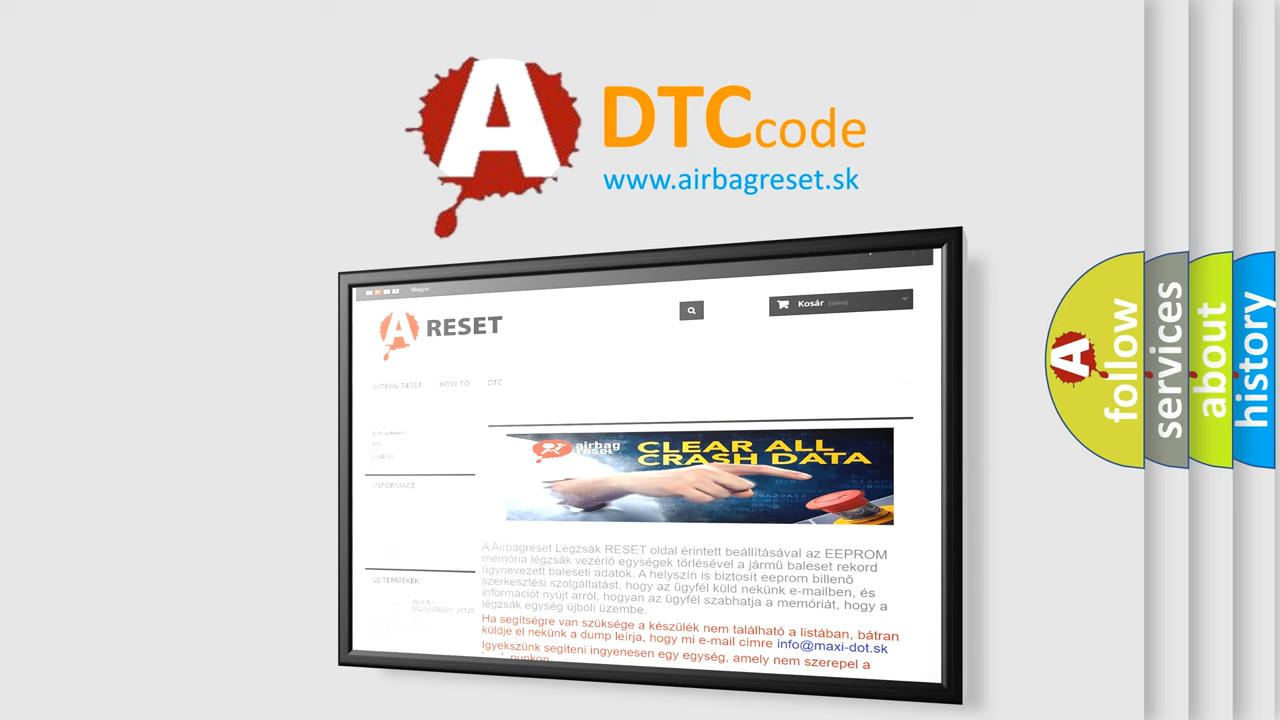 A
DTCcode
www.airbagreset.sk
Magyar
Kosár (üres)
A RESET
AIRBAG RESET HOW TO DTC
airbag
reset
CLEAR ALL
CRASH DATA
INFORMACE
A Airbagreset Légzsák RESET oldal érintett beállításával az EEPROM
memória légzsák vezérlő egységek törlésével a jármű baleset rekord
úgynevezett baleseti adatok. A helyszín is biztosít eeprom billenő
szerkesztési szolgáltatást, hogy az ügyfél küld nekünk e-mailben, és
információt nyújt arról, hogyan az ügyfél szabhatja a memóriát, hogy a
légzsák egység újbóli üzembe.
ÚJ TERMÉKEK
Ha segítségre van szüksége a készülék nem található a listában, bátran
küldje el nekünk a dump leírja, hogy mi e-mail címre info@maxi-dot.sk
Igyekszünk segíteni ingyenesen egy egység, amely nem szerepel a
A
follow
services
about
history